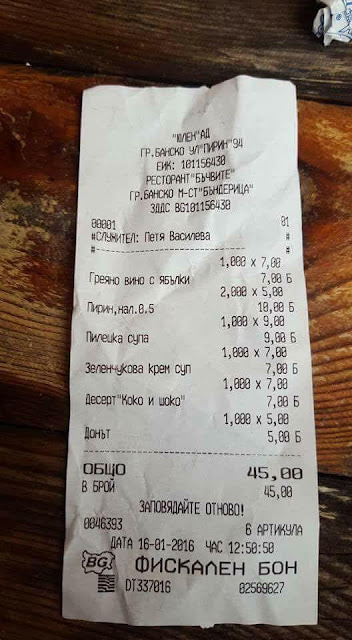 "ЮЛЕН"АД
ГР.БАНСКО УЛ"ПИРИН"94
ЕИК: 101156430
РЕСТОРАНТ"БЪЧВИТЕ"
ГР.БАНСКО М-СТ"БЪНДЕРИЦА"
ЗДДС BG101156430
00001 01
#СЛУЖИТЕЛ: Петя Василева #
# #
1,000 x 7,00
Греяно вино с ябълки 7,00 Б
2,000 x 5,00
Пирин,нал.0.5 10,00 Б
1,000 x 9,00
Пилешка супа 9,00 Б
1,000 x 7,00
Зеленчукова крем суп 7,00 Б
1,000 x 7,00
Десерт"Коко и шоко" 7,00 Б
1,000 x 5,00
Донът 5,00 Б
ОБЩО 45,00
В БРОЙ 45,00
ЗАПОВЯДАЙТЕ ОТНОВО!
0046393 6 АРТИКУЛА
ДАТА 16-01-2016 ЧАС 12:50:50
BG! ФИСКАЛЕН БОН
DT337016 02569627